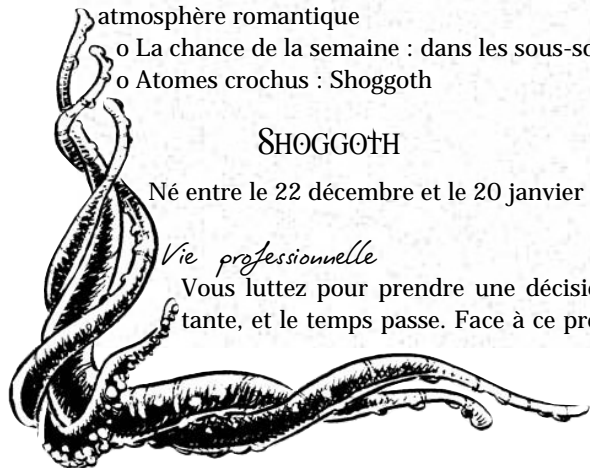 atmosphère romantique
o La chance de la semaine : dans les sous-so
o Atomes crochus : Shoggoth
Shoggoth
Né entre le 22 décembre et le 20 janvier
Vie professionnelle
Vous luttez pour prendre une décisio
tante, et le temps passe. Face à ce pro